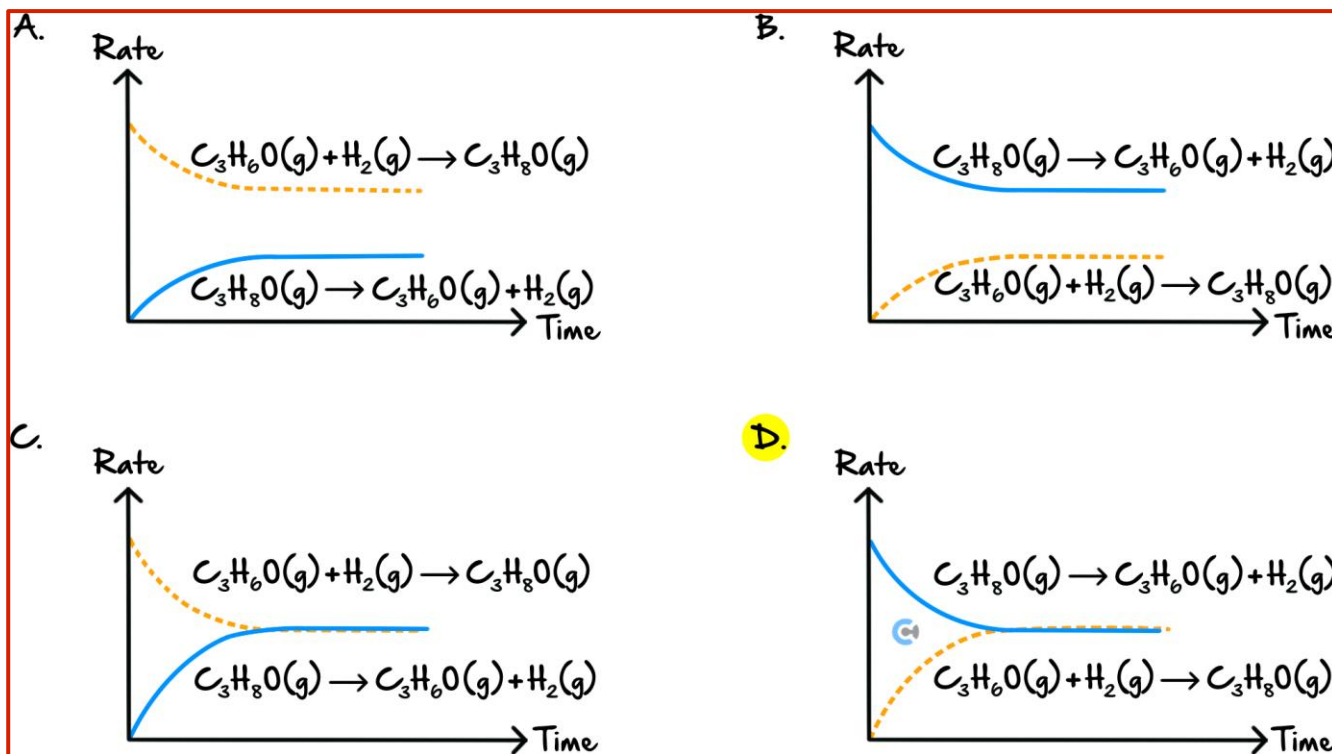 A.
Rate
C₃H₆O(g)+H₂(g)→C₃H₈O(g)
C₃H₈O(g)→C₃H₆O(g)+H₂(g)
Time
B.
Rate
C₃H₈O(g)→C₃H₆O(g)+H₂(g)
C₃H₆O(g)+H₂(g)→C₃H₈O(g)
Time
C.
Rate
C₃H₆O(g)+H₂(g)→C₃H₈O(g)
C₃H₈O(g)→C₃H₆O(g)+H₂(g)
Time
D.
Rate
C₃H₈O(g)→C₃H₆O(g)+H₂(g)
C₃H₆O(g)+H₂(g)→C₃H₈O(g)
Time